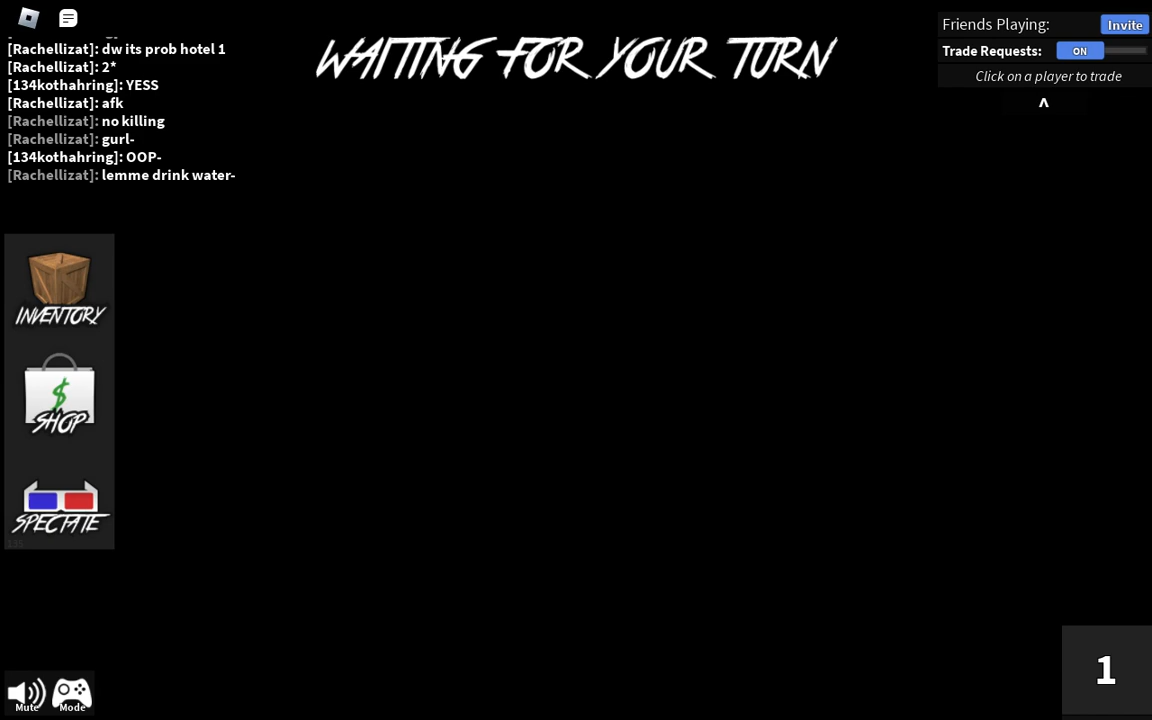 [Rachellizat]: dw its prob hotel 1
[Rachellizat]: 2*
[134kothahring]: YESS
[Rachellizat]: afk
[Rachellizat]: no killing
[Rachellizat]: gurl-
[134kothahring]: OOP-
[Rachellizat]: lemme drink water-
WAITING FOR YOUR TURN
Friends Playing: Invite
Trade Requests: ON
Click on a player to trade
^
INVENTORY
$
SHOP
SPECTATE
135
Mute Mode
1